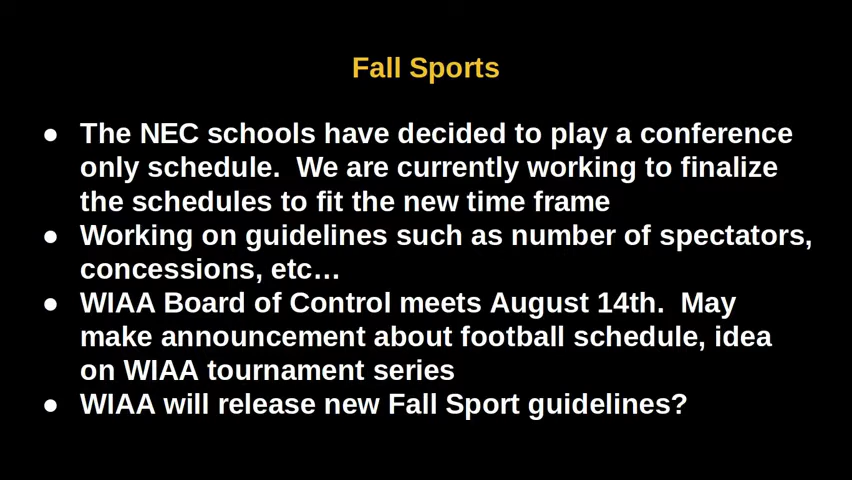 Fall Sports
● The NEC schools have decided to play a conference
only schedule.  We are currently working to finalize
the schedules to fit the new time frame
● Working on guidelines such as number of spectators,
concessions, etc…
● WIAA Board of Control meets August 14th.  May
make announcement about football schedule, idea
on WIAA tournament series
● WIAA will release new Fall Sport guidelines?